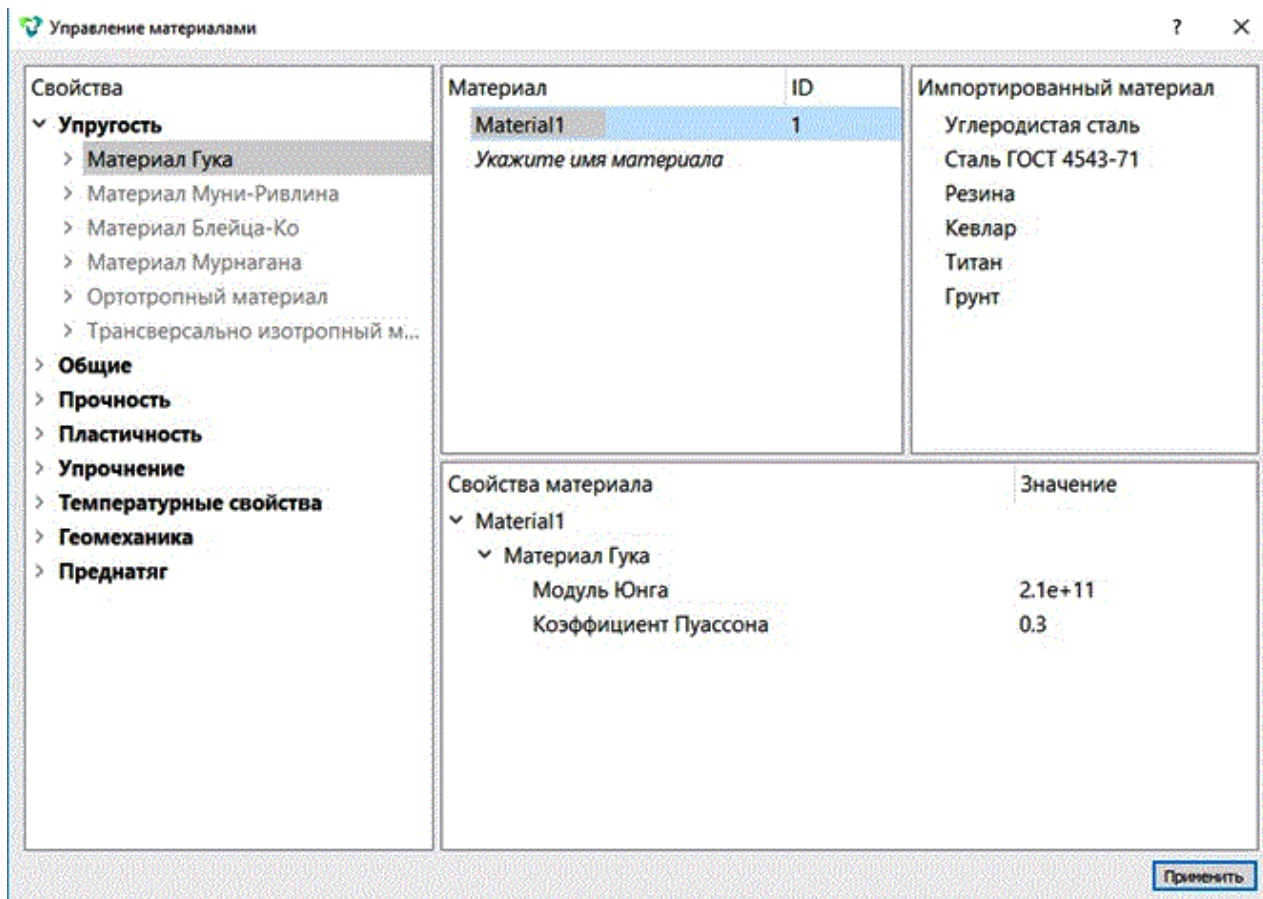 Управление материалами
?
Свойства
Упругость
Материал Гука
Материал Муни-Ривлина
Материал Блейца-Ко
Материал Мурнагана
Ортотропный материал
Трансверсально изотропный м...
Общие
Прочность
Пластичность
Упрочнение
Температурные свойства
Геомеханика
Преднатяг
Материал ID
Material1 1
Укажите имя материала
Импортированный материал
Углеродистая сталь
Сталь ГОСТ 4543-71
Резина
Кевлар
Титан
Грунт
Свойства материала Значение
Material1
Материал Гука
Модуль Юнга 2.1e+11
Коэффициент Пуассона 0.3
Применить